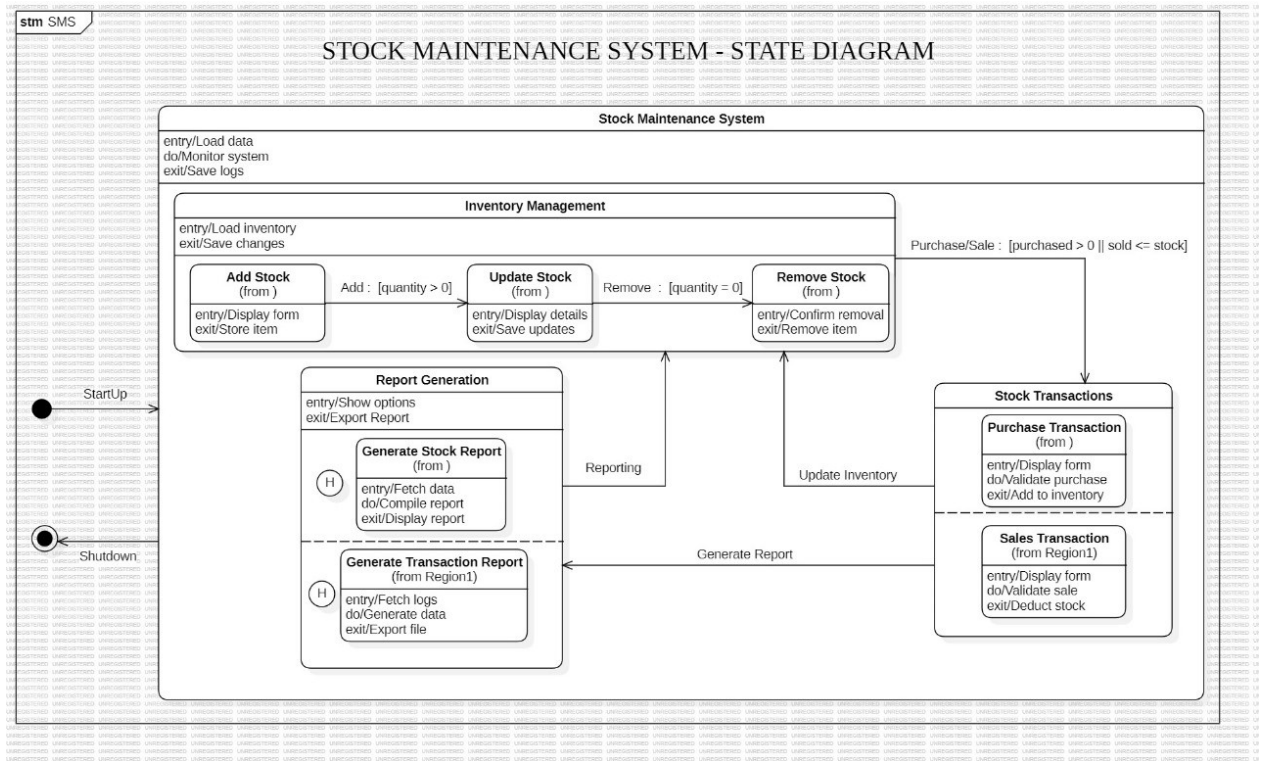 stm SMS
STOCK MAINTENANCE SYSTEM - STATE DIAGRAM
Stock Maintenance System
entry/Load data
do/Monitor system
exit/Save logs
Inventory Management
entry/Load inventory
exit/Save changes
Purchase/Sale : [purchased > 0 || sold <= stock]
Add Stock
(from )
entry/Display form
exit/Store item
Add : [quantity > 0]
Update Stock
(from )
entry/Display details
exit/Save updates
Remove : [quantity = 0]
Remove Stock
(from )
entry/Confirm removal
exit/Remove item
StartUp
Shutdown
Report Generation
entry/Show options
exit/Export Report
H
Generate Stock Report
(from )
entry/Fetch data
do/Compile report
exit/Display report
H
Generate Transaction Report
(from Region1)
entry/Fetch logs
do/Generate data
exit/Export file
Reporting
Update Inventory
Generate Report
Stock Transactions
Purchase Transaction
(from )
entry/Display form
do/Validate purchase
exit/Add to inventory
Sales Transaction
(from Region1)
entry/Display form
do/Validate sale
exit/Deduct stock
UNREGISTERED